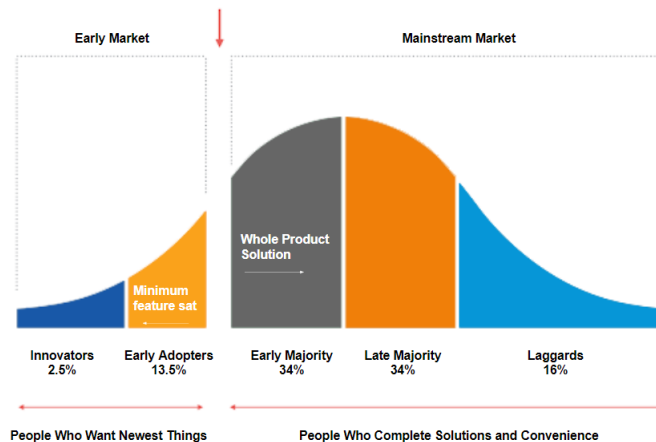 Early Market
Mainstream Market
Whole Product
Solution
Minimum
feature sat
Innovators
2.5%
Early Adopters
13.5%
Early Majority
34%
Late Majority
34%
Laggards
16%
People Who Want Newest Things
People Who Complete Solutions and Convenience